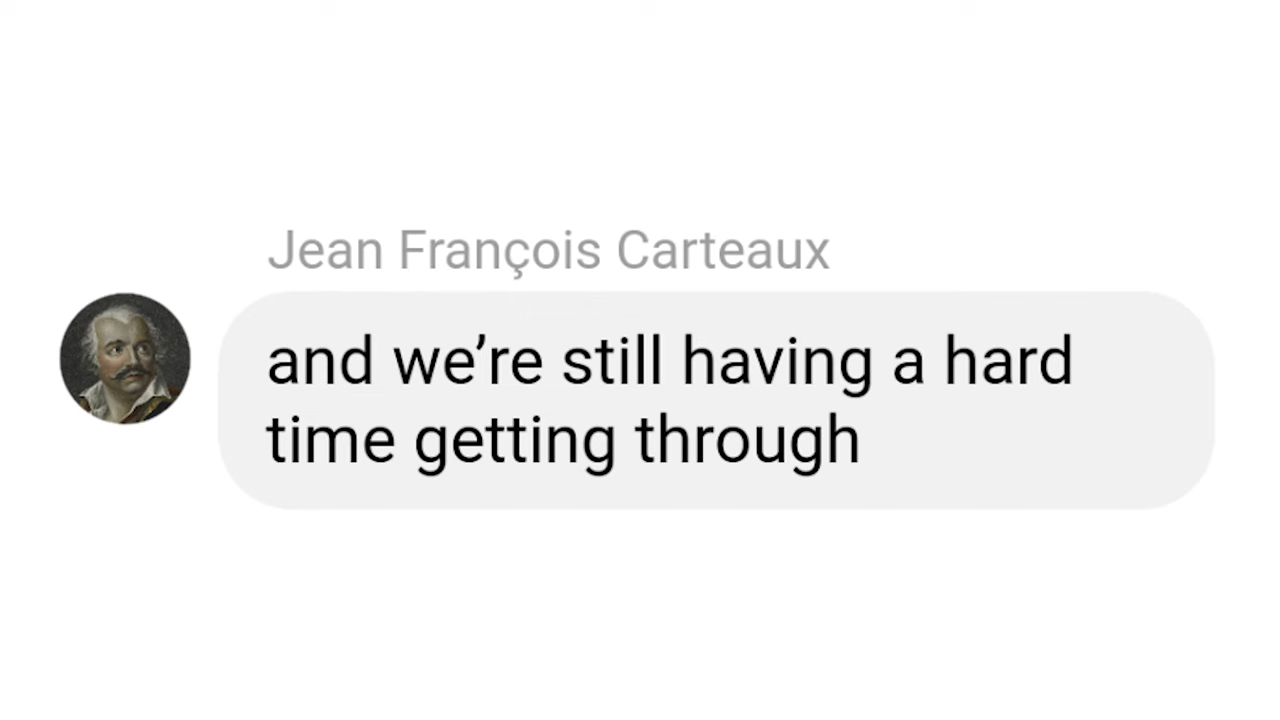 Jean François Carteaux
and we’re still having a hard
time getting through